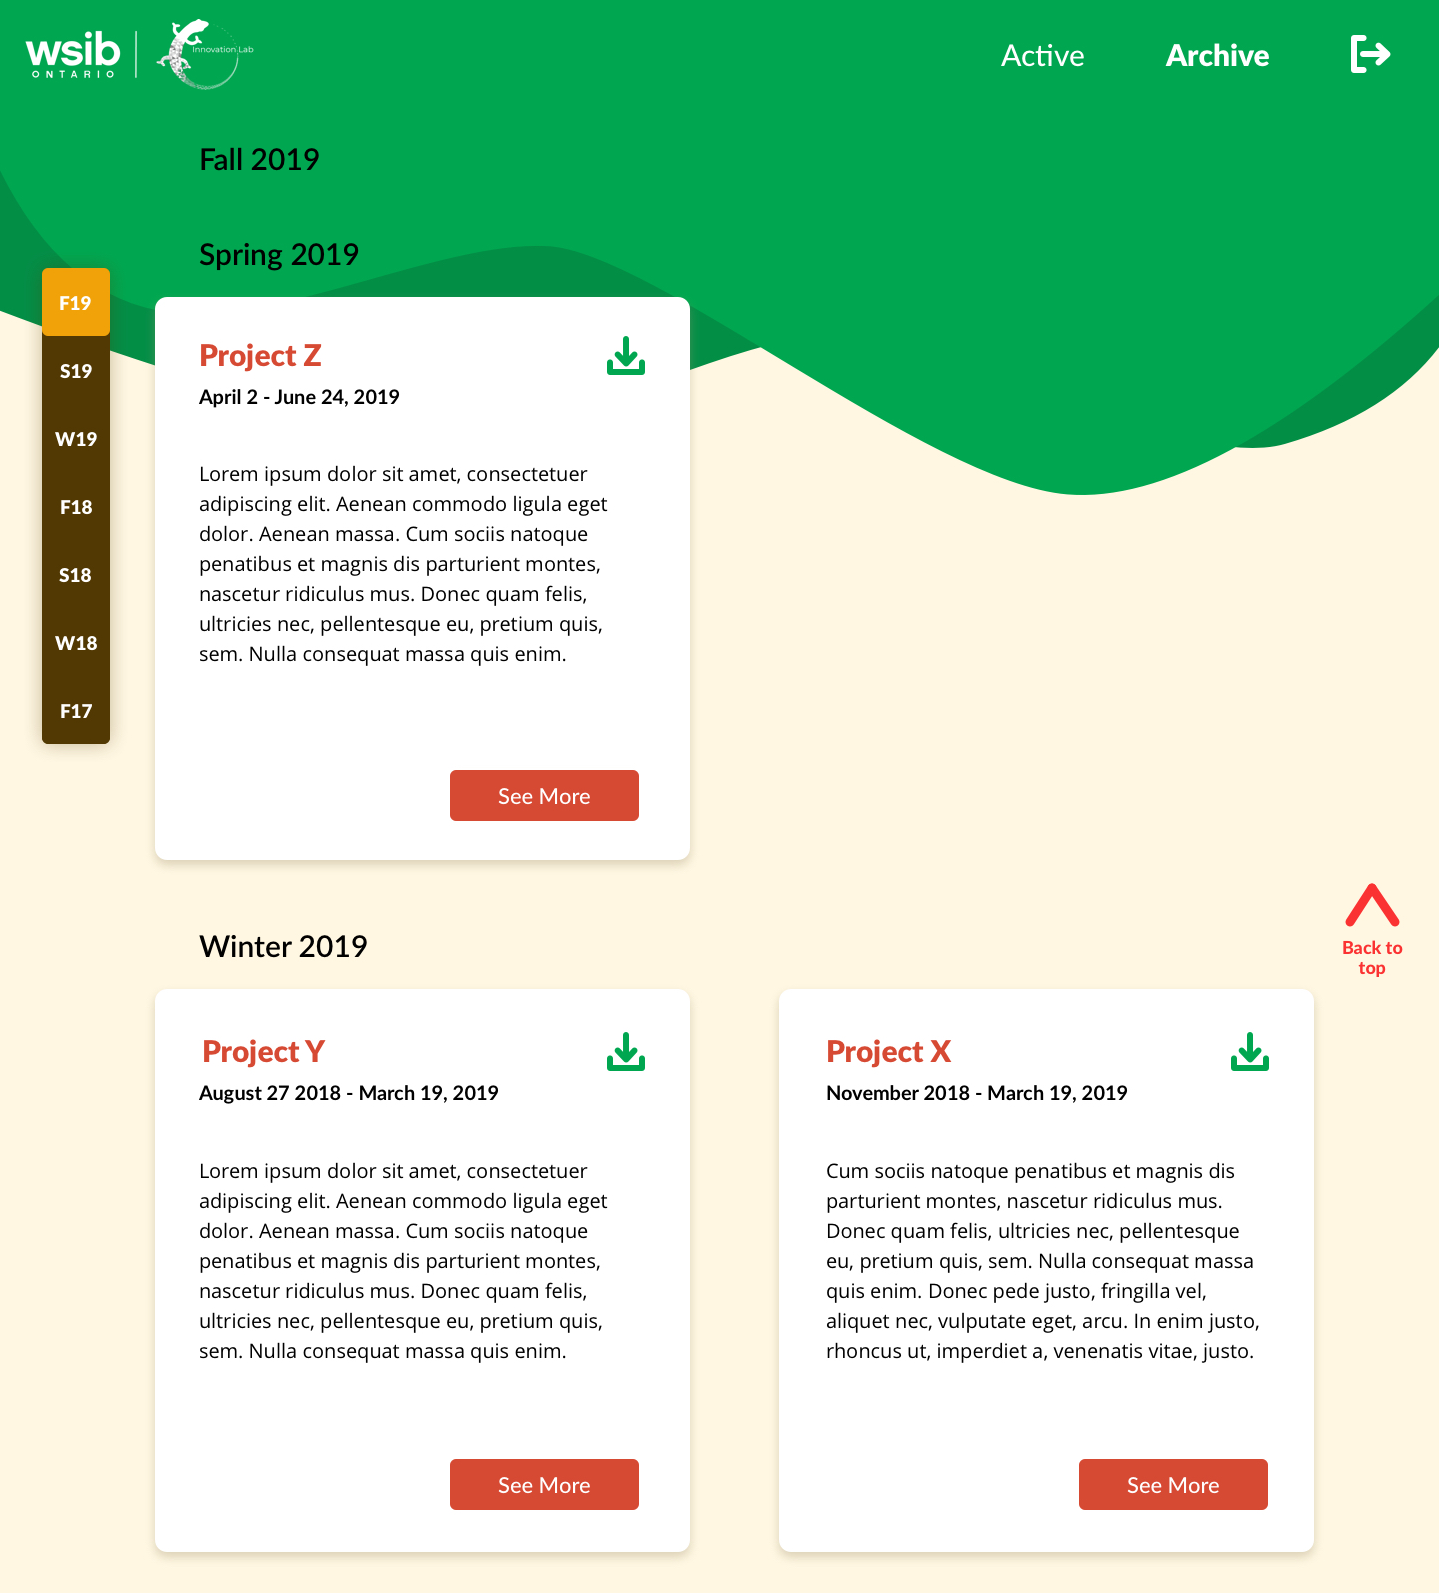 wsib
ONTARIO
Innovation Lab
Active
Archive
Fall 2019
Spring 2019
F19
S19
W19
F18
S18
W18
F17
Project Z
April 2 - June 24, 2019
Lorem ipsum dolor sit amet, consectetuer
adipiscing elit. Aenean commodo ligula eget
dolor. Aenean massa. Cum sociis natoque
penatibus et magnis dis parturient montes,
nascetur ridiculus mus. Donec quam felis,
ultricies nec, pellentesque eu, pretium quis,
sem. Nulla consequat massa quis enim.
See More
Back to
top
Winter 2019
Project Y
August 27 2018 - March 19, 2019
Lorem ipsum dolor sit amet, consectetuer
adipiscing elit. Aenean commodo ligula eget
dolor. Aenean massa. Cum sociis natoque
penatibus et magnis dis parturient montes,
nascetur ridiculus mus. Donec quam felis,
ultricies nec, pellentesque eu, pretium quis,
sem. Nulla consequat massa quis enim.
See More
Project X
November 2018 - March 19, 2019
Cum sociis natoque penatibus et magnis dis
parturient montes, nascetur ridiculus mus.
Donec quam felis, ultricies nec, pellentesque
eu, pretium quis, sem. Nulla consequat massa
quis enim. Donec pede justo, fringilla vel,
aliquet nec, vulputate eget, arcu. In enim justo,
rhoncus ut, imperdiet a, venenatis vitae, justo.
See More